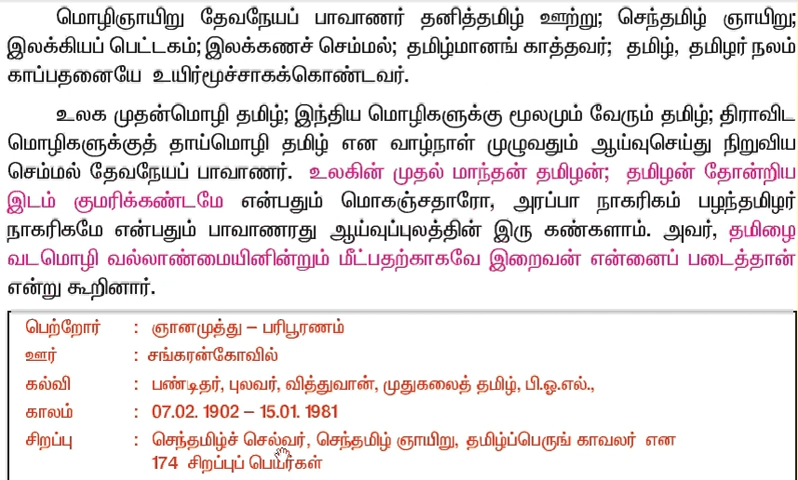 மொழிஞாயிறு தேவநேயப் பாவாணர் தனித்தமிழ் ஊற்று; செந்தமிழ் ஞாயிறு;
இலக்கியப் பெட்டகம்; இலக்கணச் செம்மல்; தமிழ்மானங் காத்தவர்; தமிழ், தமிழர் நலம்
காப்பதனையே உயிர்மூச்சாகக்கொண்டவர்.
உலக முதன்மொழி தமிழ்; இந்திய மொழிகளுக்கு மூலமும் வேரும் தமிழ்; திராவிட
மொழிகளுக்குத் தாய்மொழி தமிழ் என வாழ்நாள் முழுவதும் ஆய்வுசெய்து நிறுவிய
செம்மல் தேவநேயப் பாவாணர். உலகின் முதல் மாந்தன் தமிழன்; தமிழன் தோன்றிய
இடம் குமரிக்கண்டமே என்பதும் மொகஞ்சதாரோ, அரப்பா நாகரிகம் பழந்தமிழர்
நாகரிகமே என்பதும் பாவாணரது ஆய்வுப்புலத்தின் இரு கண்களாம். அவர், தமிழை
வடமொழி வல்லாண்மையினின்றும் மீட்பதற்காகவே இறைவன் என்னைப் படைத்தான்
என்று கூறினார்.
பெற்றோர் : ஞானமுத்து – பரிபூரணம்
ஊர் : சங்கரன்கோவில்
கல்வி : பண்டிதர், புலவர், வித்துவான், முதுகலைத் தமிழ், பி.ஓ.எல்.,
காலம் : 07.02. 1902 – 15.01. 1981
சிறப்பு : செந்தமிழ்ச் செல்வர், செந்தமிழ் ஞாயிறு, தமிழ்ப்பெருங் காவலர் என
174 சிறப்புப் பெயர்கள்